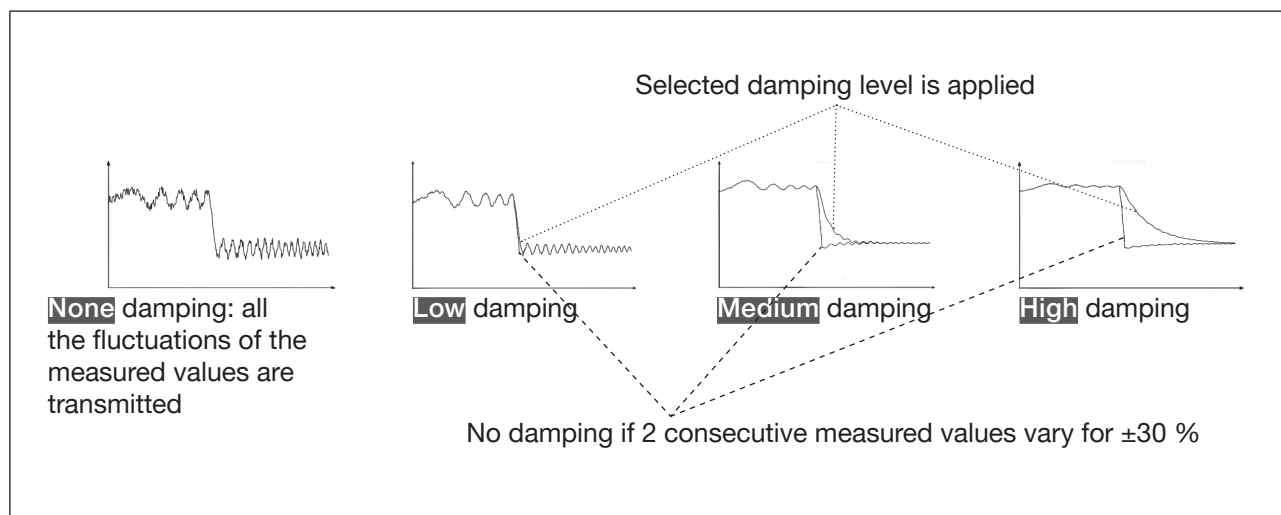 Selected damping level is applied
None damping: all
the fluctuations of the
measured values are
transmitted
Low damping
Medium damping
High damping
No damping if 2 consecutive measured values vary for ±30 %